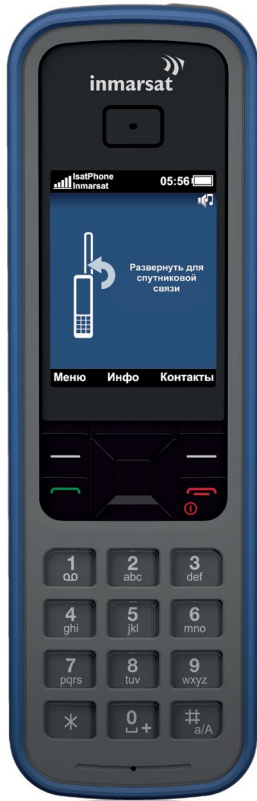 inmarsat
IsatPhone
Inmarsat
05:56
Развернуть для
спутниковой
связи
Меню Инфо Контакты
1 2 abc 3 def
4 ghi 5 jkl 6 mno
7 pqrs 8 tuv 9 wxyz
* 0 + # a/A